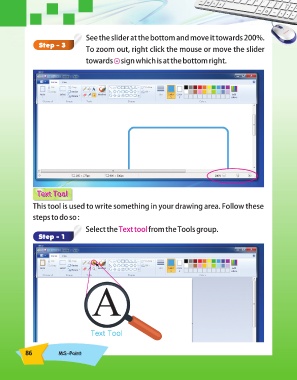 See the slider at the bottom and move it towards 200%.
Step - 3
To zoom out, right click the mouse or move the slider
towards ⊙ sign which is at the bottom right.
Text Tool
This tool is used to write something in your drawing area. Follow these
steps to do so :
Select the Text tool from the Tools group.
Step - 1
A
Text Tool
86
MS-Paint